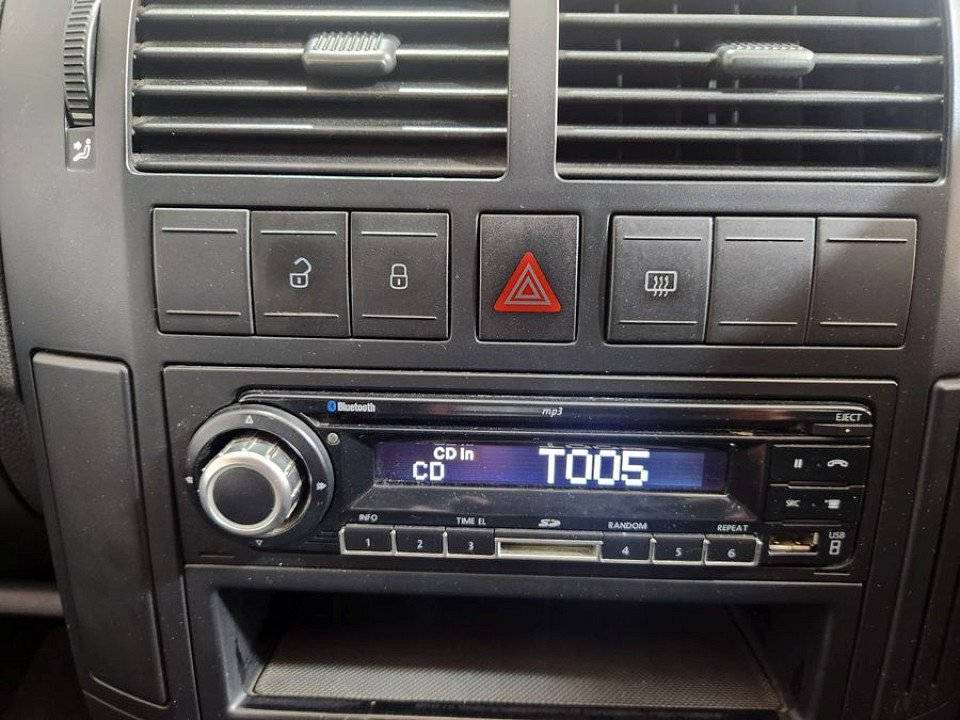 Bluetooth
mp3
EJECT
CD In
CD
T005
SRC
INFO
TIME EL
SD
RANDOM
REPEAT
USB
1
2
3
4
5
6